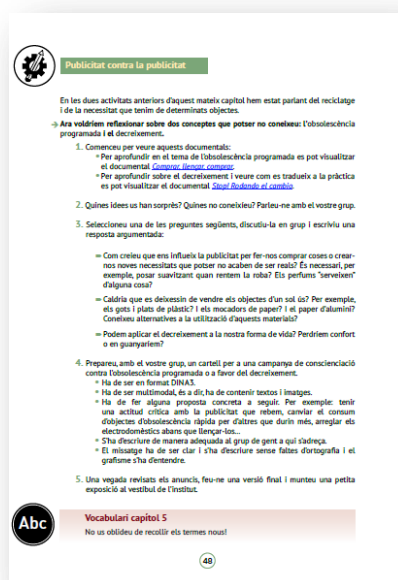 Publicitat contra la publicitat
En les dues activitats anteriors d'aquest mateix capítol hem estat parlant del reciclatge
i de la necessitat que tenim de determinats objectes.
Ara voldríem reflexionar sobre dos conceptes que potser no coneixeu: l'obsolescència
programada i el decreixement.
1. Comenceu per veure aquests documentals:
Per aprofundir en el tema de l'obsolescència programada es pot visualitzar
el documental Comprar, llençar, comprar.
Per aprofundir sobre el decreixement i veure com es tradueix a la pràctica
es pot visualitzar el documental Stop! Rodando el cambio.
2. Quines idees us han sorprès? Quines no coneixíeu? Parleu-ne amb el vostre grup.
3. Seleccioneu una de les preguntes següents, discutiu-la en grup i escriviu una
resposta argumentada:
Com creieu que ens influeix la publicitat per fer-nos comprar coses o crear-
nos noves necessitats que potser no acaben de ser reals? És necessari, per
exemple, posar suavitzant quan rentem la roba? Els perfums "serveixen"
d'alguna cosa?
Caldria que es deixessin de vendre els objectes d'un sol ús? Per exemple,
els gots i plats de plàstic? I els mocadors de paper? I el paper d'alumini?
Coneixeu alternatives a la utilització d'aquests materials?
Podem aplicar el decreixement a la nostra forma de vida? Perdríem confort
o en guanyaríem?
4. Prepareu, amb el vostre grup, un cartell per a una campanya de conscienciació
contra l'obsolescència programada o a favor del decreixement.
Ha de ser en format DINA3.
Ha de ser multimodal, és a dir, ha de contenir textos i imatges.
Ha de fer alguna proposta concreta a seguir. Per exemple: tenir
una actitud crítica amb la publicitat que rebem, canviar el consum
d'objectes d'obsolescència ràpida per d'altres que durin més, arreglar els
electrodomèstics abans que llençar-los...
S'ha d'escriure de manera adequada al grup de gent a qui s'adreça.
El missatge ha de ser clar i s'ha d'escriure sense faltes d'ortografia i el
grafisme s'ha d'entendre.
5. Una vegada revisats els anuncis, feu-ne una versió final i munteu una petita
exposició al vestíbul de l'institut.
Abc
Vocabulari capítol 5
No us oblideu de recollir els termes nous!
48